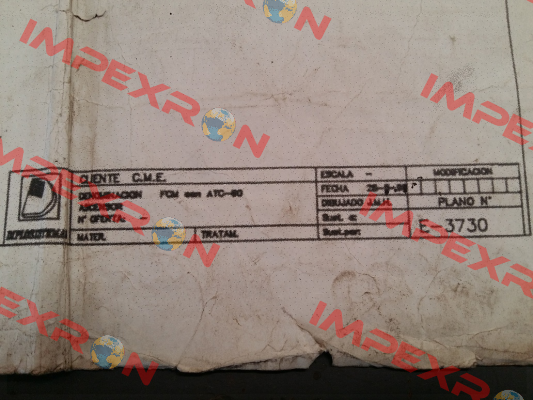 IMPEXRON
IMPEXRON
IMPEXRON
CLIENTE C.M.E.
DENOMINACION FCM con ATC-80
Nº OFERTA: -
MATER. TRATAM.
ESCALA -
FECHA
DIBUJADO J.M.H.
Sust. a:
Sust. por:
MODIFICACION
PLANO Nº
E-3730
IMPEXRON
IMPEXRON
IMPEXRON